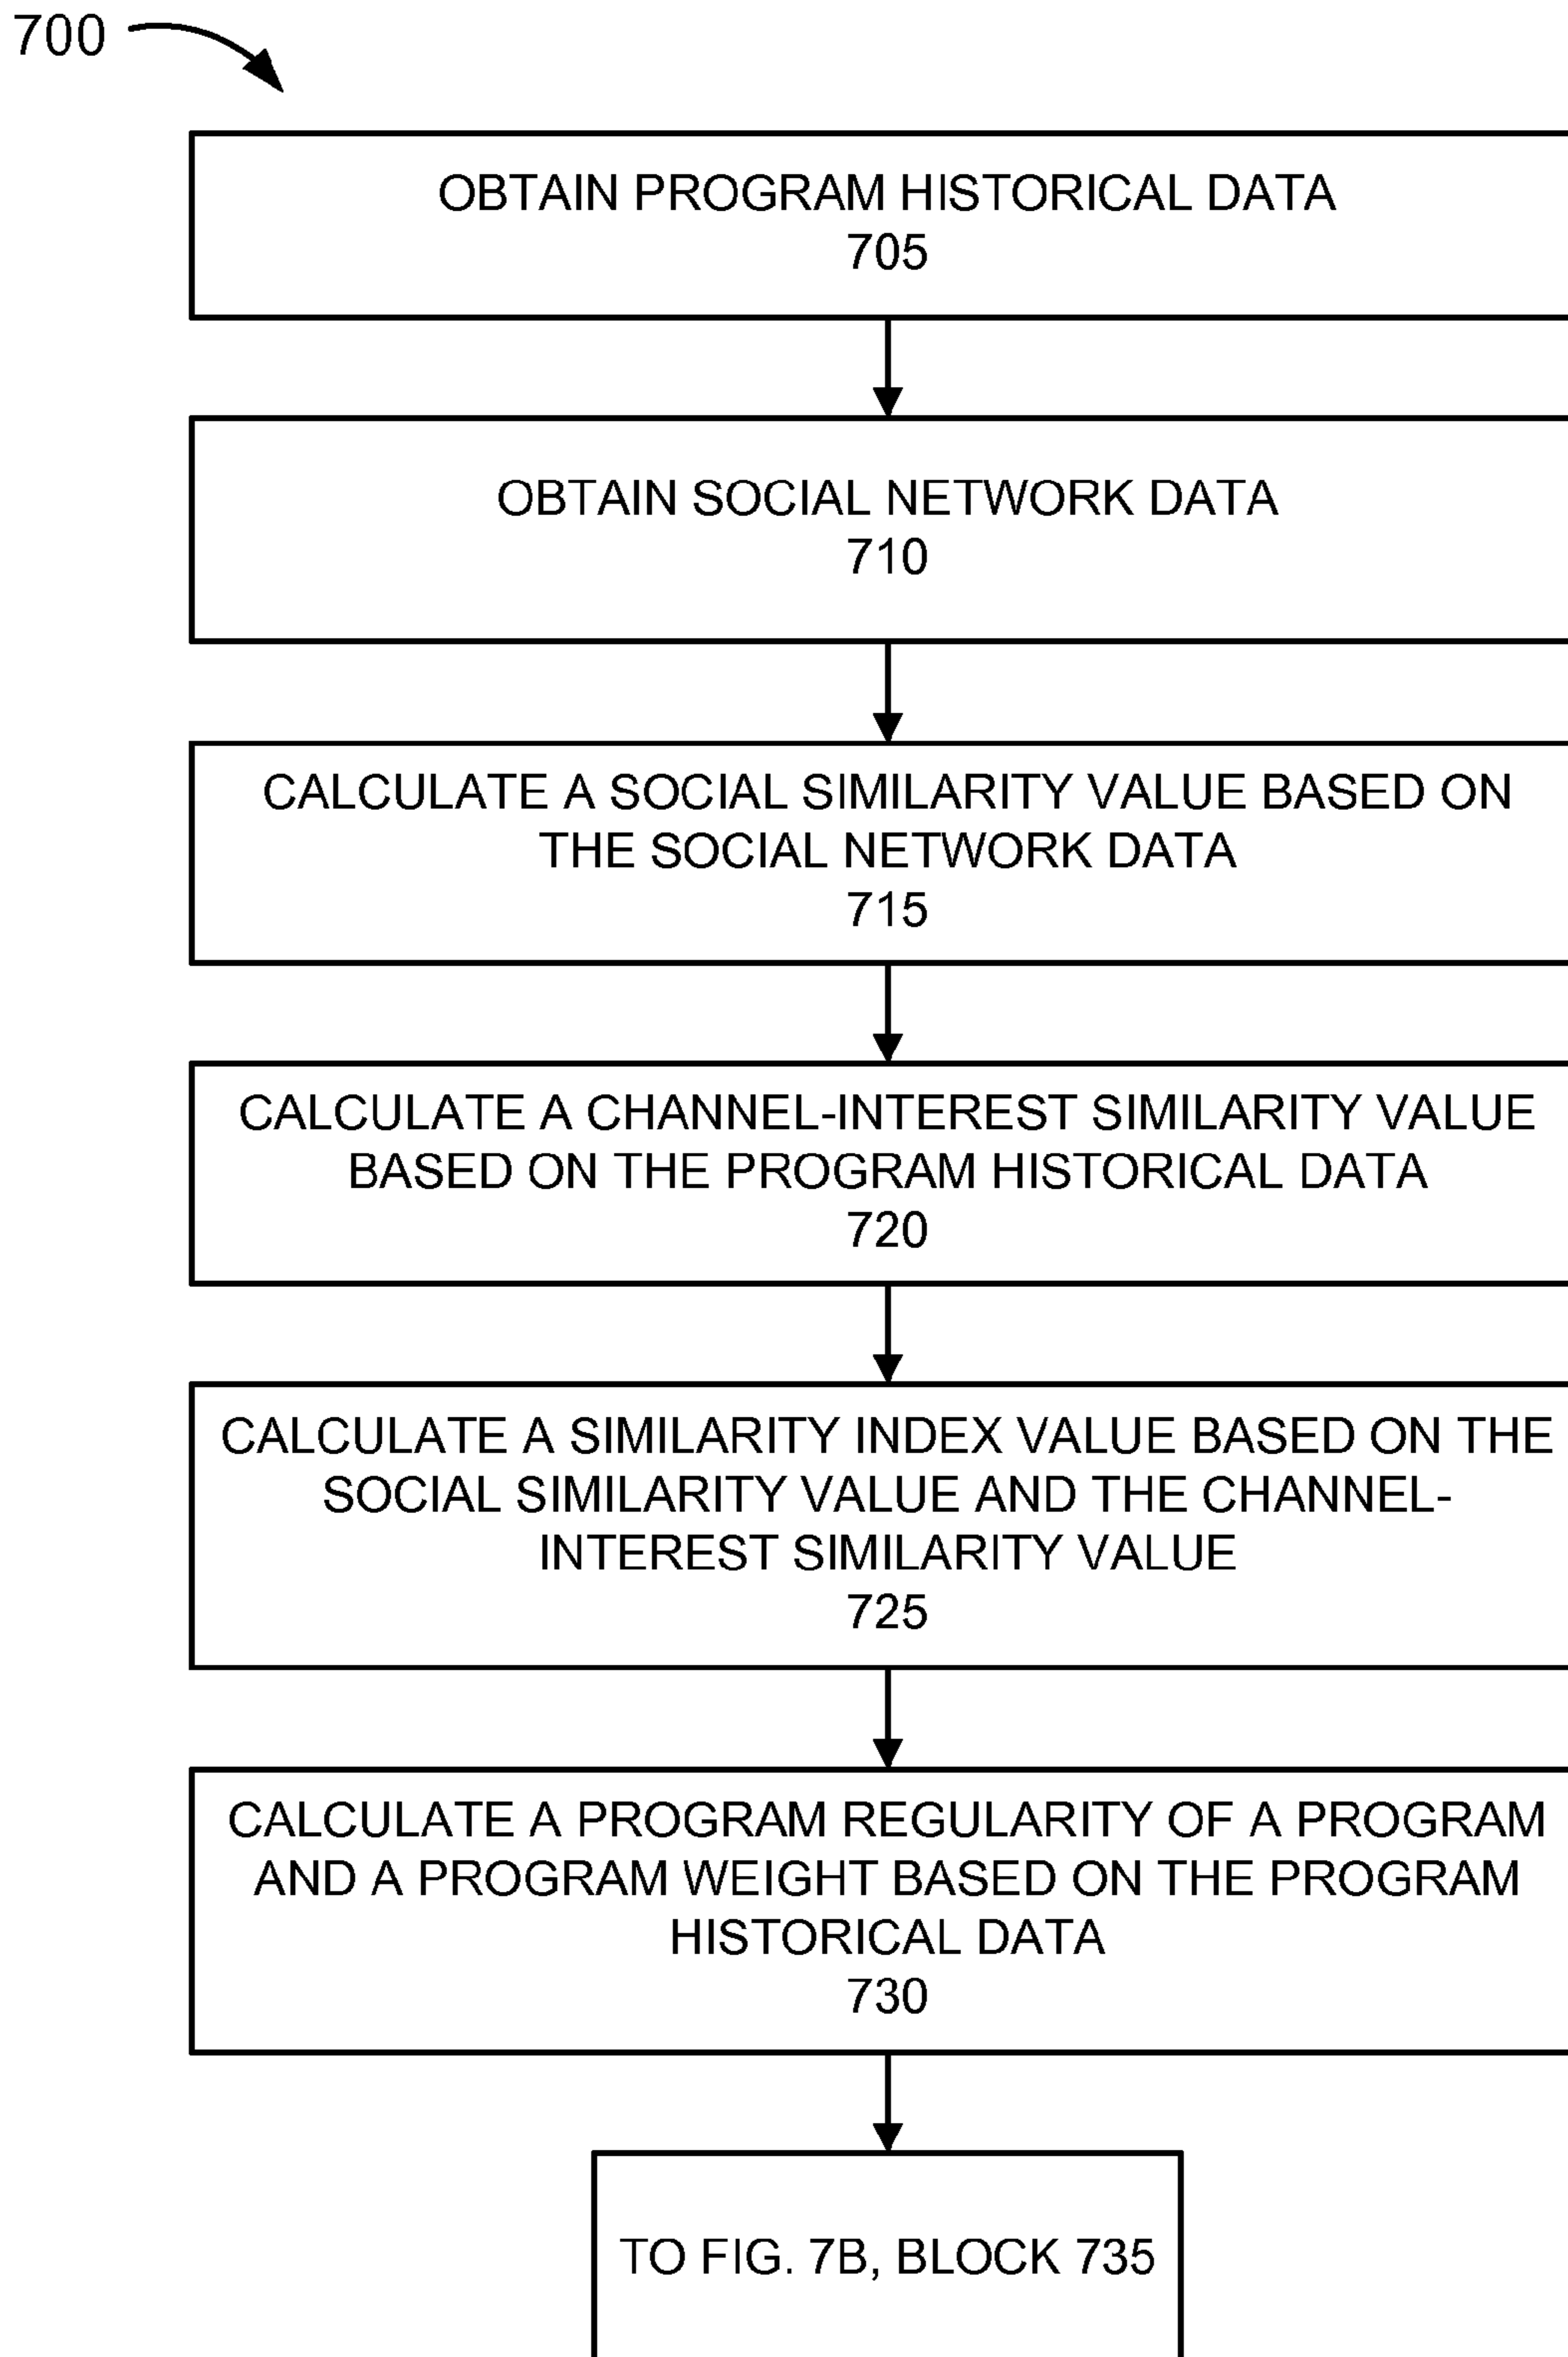 700
OBTAIN PROGRAM HISTORICAL DATA
705
OBTAIN SOCIAL NETWORK DATA
710
CALCULATE A SOCIAL SIMILARITY VALUE BASED ON
THE SOCIAL NETWORK DATA
715
CALCULATE A CHANNEL-INTEREST SIMILARITY VALUE
BASED ON THE PROGRAM HISTORICAL DATA
720
CALCULATE A SIMILARITY INDEX VALUE BASED ON THE
SOCIAL SIMILARITY VALUE AND THE CHANNEL-
INTEREST SIMILARITY VALUE
725
CALCULATE A PROGRAM REGULARITY OF A PROGRAM
AND A PROGRAM WEIGHT BASED ON THE PROGRAM
HISTORICAL DATA
730
TO FIG. 7B, BLOCK 735